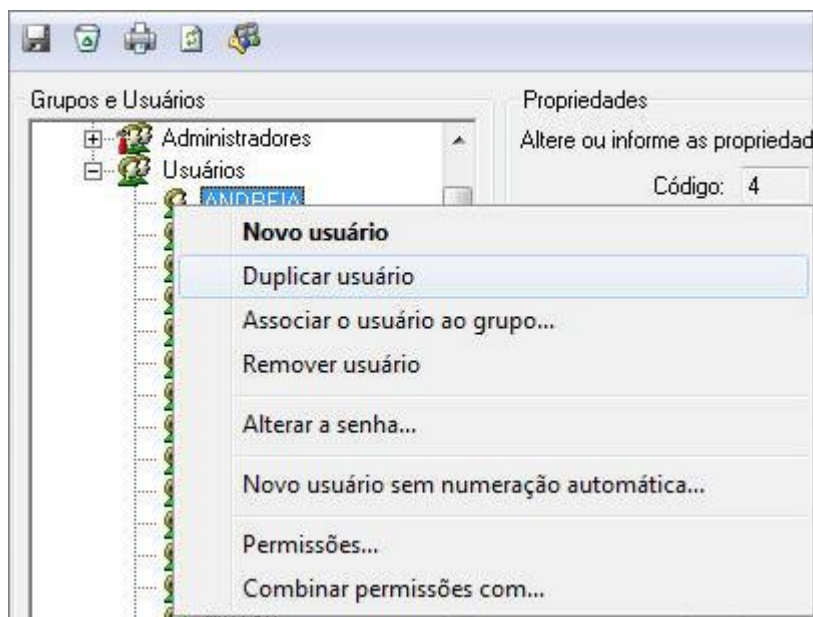 Grupos e Usuários
Propriedades
Administradores
Altere ou informe as propriedad
Usuários
Código: 4
ANDREIA
Novo usuário
Duplicar usuário
Associar o usuário ao grupo...
Remover usuário
Alterar a senha...
Novo usuário sem numeração automática...
Permissões...
Combinar permissões com...